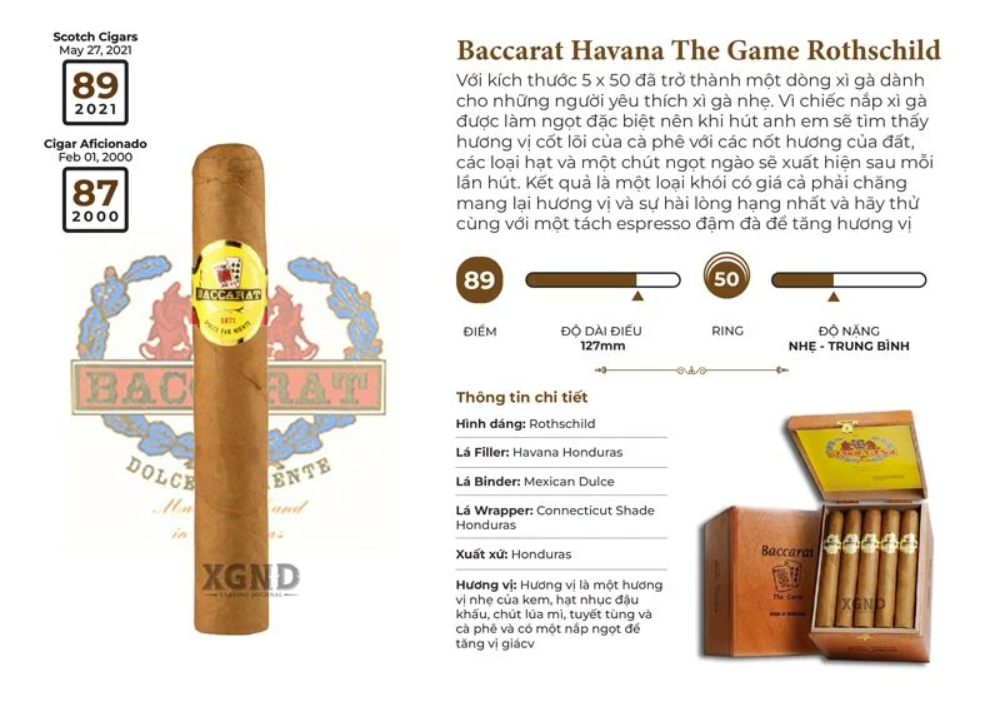 Scotch Cigars
May 27, 2021
89
2021
Cigar Aficionado
Feb 01, 2000
87
2000
BACCARAT
1871
DOLCE FAR NIENTE
BACCARAT
DOLCE NIENTE
in
XGND
TASTING JOURNAL
Baccarat Havana The Game Rothschild
Với kích thước 5 x 50 đã trở thành một dòng xì gà dành
cho những người yêu thích xì gà nhẹ. Vì chiếc nắp xì gà
được làm ngọt đặc biệt nên khi hút anh em sẽ tìm thấy
hương vị cốt lõi của cà phê với các nốt hương của đất,
các loại hạt và một chút ngọt ngào sẽ xuất hiện sau mỗi
lần hút. Kết quả là một loại khói có giá cả phải chăng
mang lại hương vị và sự hài lòng hạng nhất và hãy thử
cùng với một tách espresso đậm đà để tăng hương vị
89
50
ĐIỂM
ĐỘ DÀI ĐIẾU
127mm
RING
ĐỘ NẶNG
NHẸ - TRUNG BÌNH
Thông tin chi tiết
Hình dáng: Rothschild
Lá Filler: Havana Honduras
Lá Binder: Mexican Dulce
Lá Wrapper: Connecticut Shade
Honduras
Xuất xứ: Honduras
Hương vị: Hương vị là một hương
vị nhẹ của kem, hạt nhục đậu
khấu, chút lúa mì, tuyết tùng và
cà phê và có một nắp ngọt để
tăng vị giácv
Baccarat
The Game
XGND